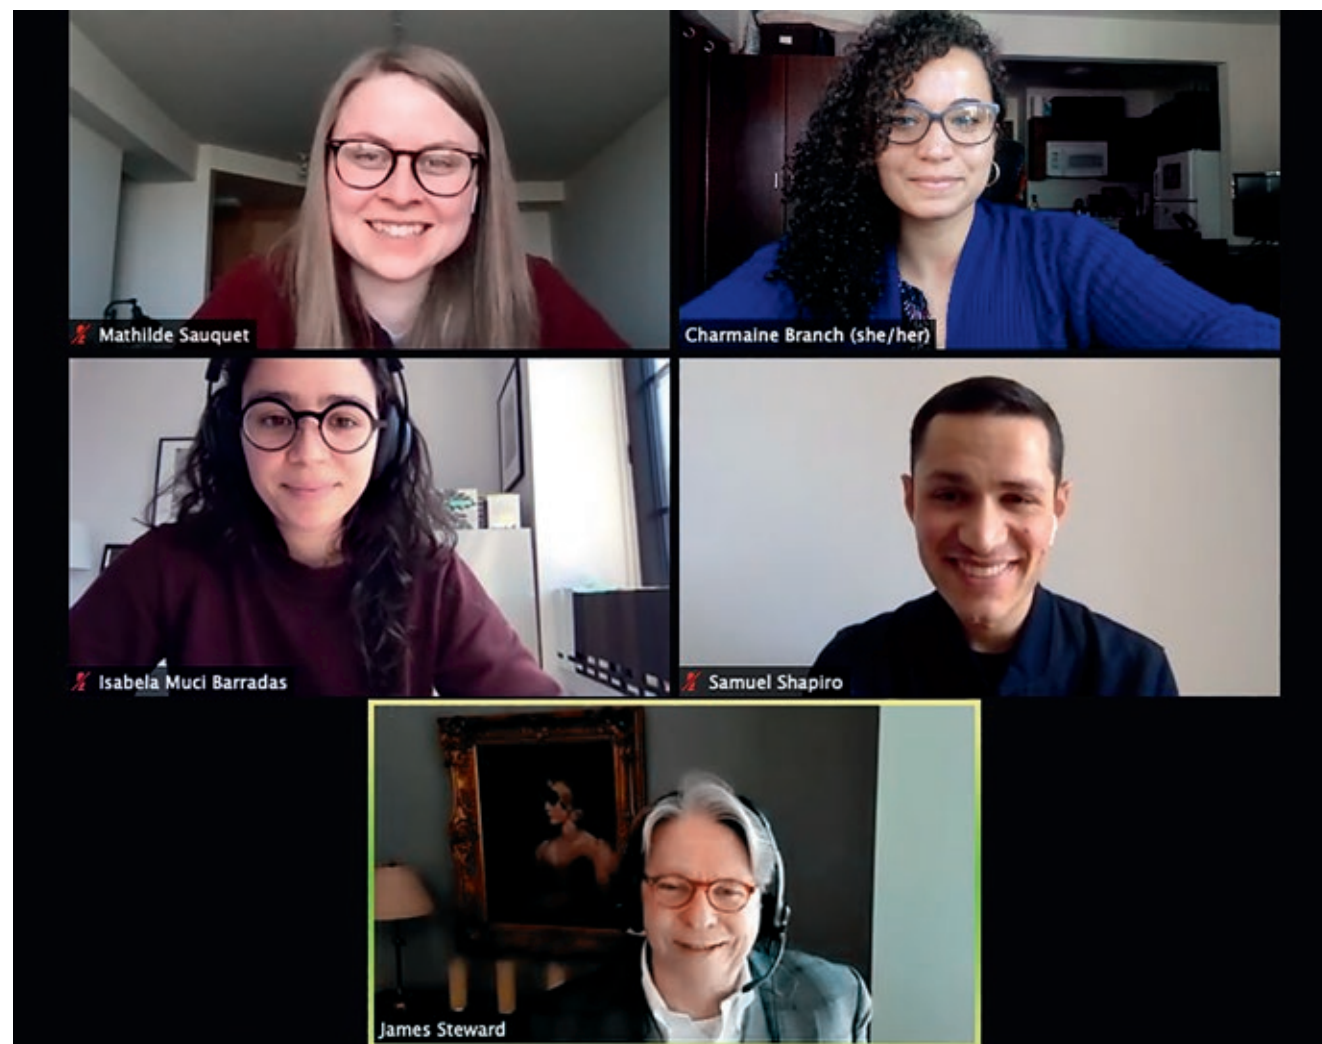 Mathilde Sauquet
Charmaine Branch (she/her)
Isabela Muci Barradas
Samuel Shapiro
James Steward